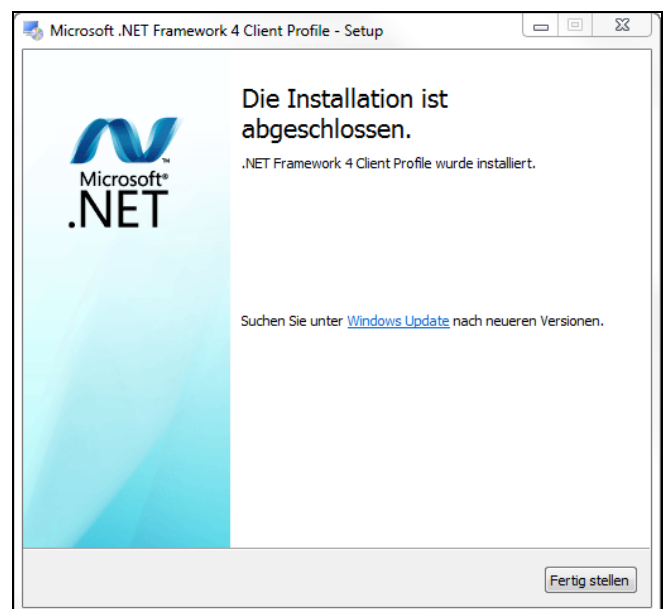 Microsoft .NET Framework 4 Client Profile - Setup
Die Installation ist
abgeschlossen.
.NET Framework 4 Client Profile wurde installiert.
Microsoft®
.NET™
Suchen Sie unter Windows Update nach neueren Versionen.
Fertig stellen